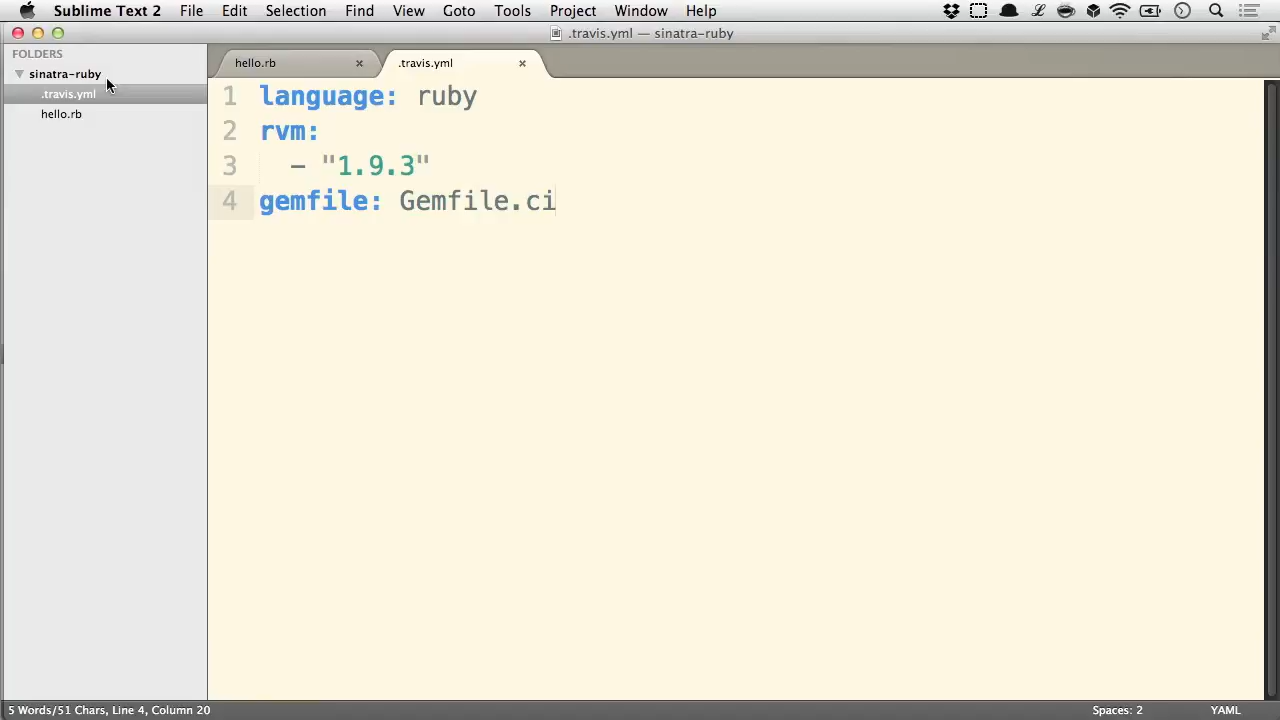 Sublime Text 2 File Edit Selection Find View Goto Tools Project Window Help
.travis.yml — sinatra-ruby
FOLDERS
sinatra-ruby
.travis.yml
hello.rb
hello.rb × .travis.yml ×
1 language: ruby
2 rvm:
3 - "1.9.3"
4 gemfile: Gemfile.ci
5 Words/51 Chars, Line 4, Column 20 Spaces: 2 YAML